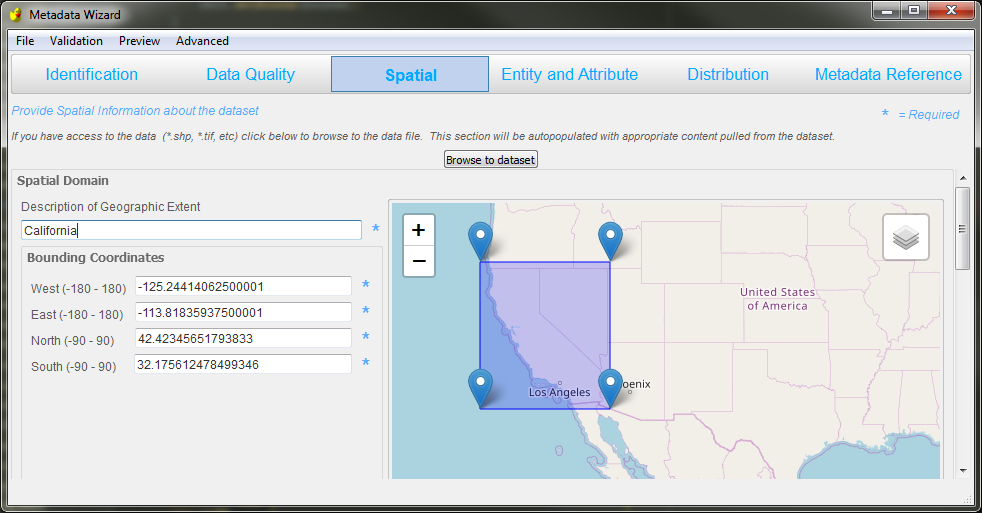 Metadata Wizard
File Validation Preview Advanced
Identification Data Quality Spatial Entity and Attribute Distribution Metadata Reference
Provide Spatial Information about the dataset
* = Required
If you have access to the data (*.shp, *.tif, etc) click below to browse to the data file. This section will be autopopulated with appropriate content pulled from the dataset.
Browse to dataset
Spatial Domain
Description of Geographic Extent
California *
Bounding Coordinates
West (-180 - 180) -125.24414062500001 *
East (-180 - 180) -113.81835937500001 *
North (-90 - 90) 42.42345651793833 *
South (-90 - 90) 32.175612478499346 *
+
−
United States
of America
oenix
Los Angeles